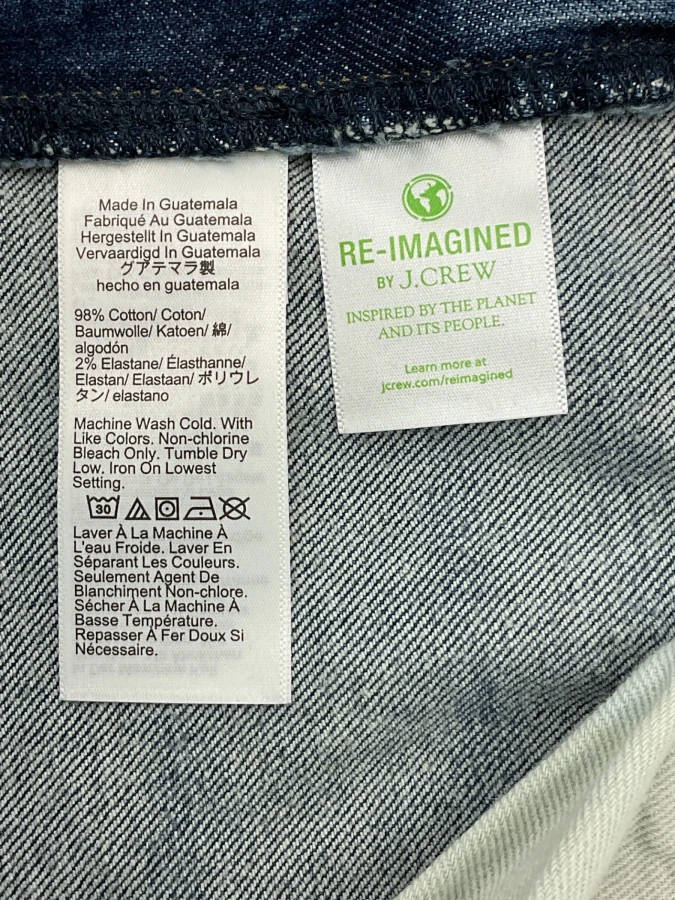 Made In Guatemala
Fabriqué Au Guatemala
Hergestellt In Guatemala
Vervaardigd In Guatemala
グアテマラ製
hecho en guatemala
98% Cotton/ Coton/
Baumwolle/ Katoen/ 綿/
algodón
2% Elastane/ Élasthanne/
Elastan/ Elastaan/ ポリウレ
タン/ elastano
Machine Wash Cold. With
Like Colors. Non-chlorine
Bleach Only. Tumble Dry
Low. Iron On Lowest
Setting.
30
Laver À La Machine À
L'eau Froide. Laver En
Séparant Les Couleurs.
Seulement Agent De
Blanchiment Non-chlore.
Sécher À La Machine À
Basse Température.
Repasser À Fer Doux Si
Nécessaire.
RE-IMAGINED
BY J.CREW
INSPIRED BY THE PLANET
AND ITS PEOPLE.
Learn more at
jcrew.com/reimagined